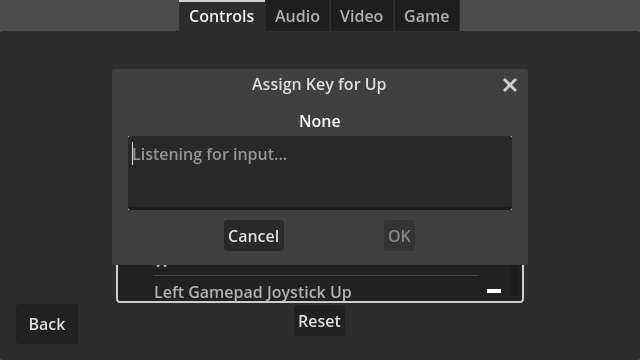 Controls Audio Video Game
Assign Key for Up
None
Listening for input...
Cancel OK
Left Gamepad Joystick Up
Back Reset